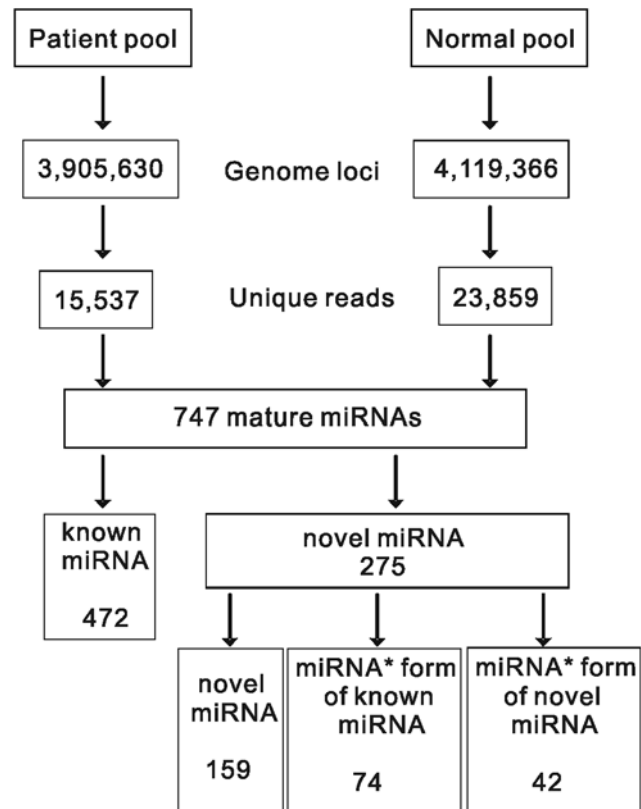 Patient pool
Normal pool
3,905,630
Genome loci
4,119,366
15,537
Unique reads
23,859
747 mature miRNAs
known
miRNA
472
novel miRNA
275
novel
miRNA
159
miRNA* form
of known
miRNA
74
miRNA* form
of novel
miRNA
42